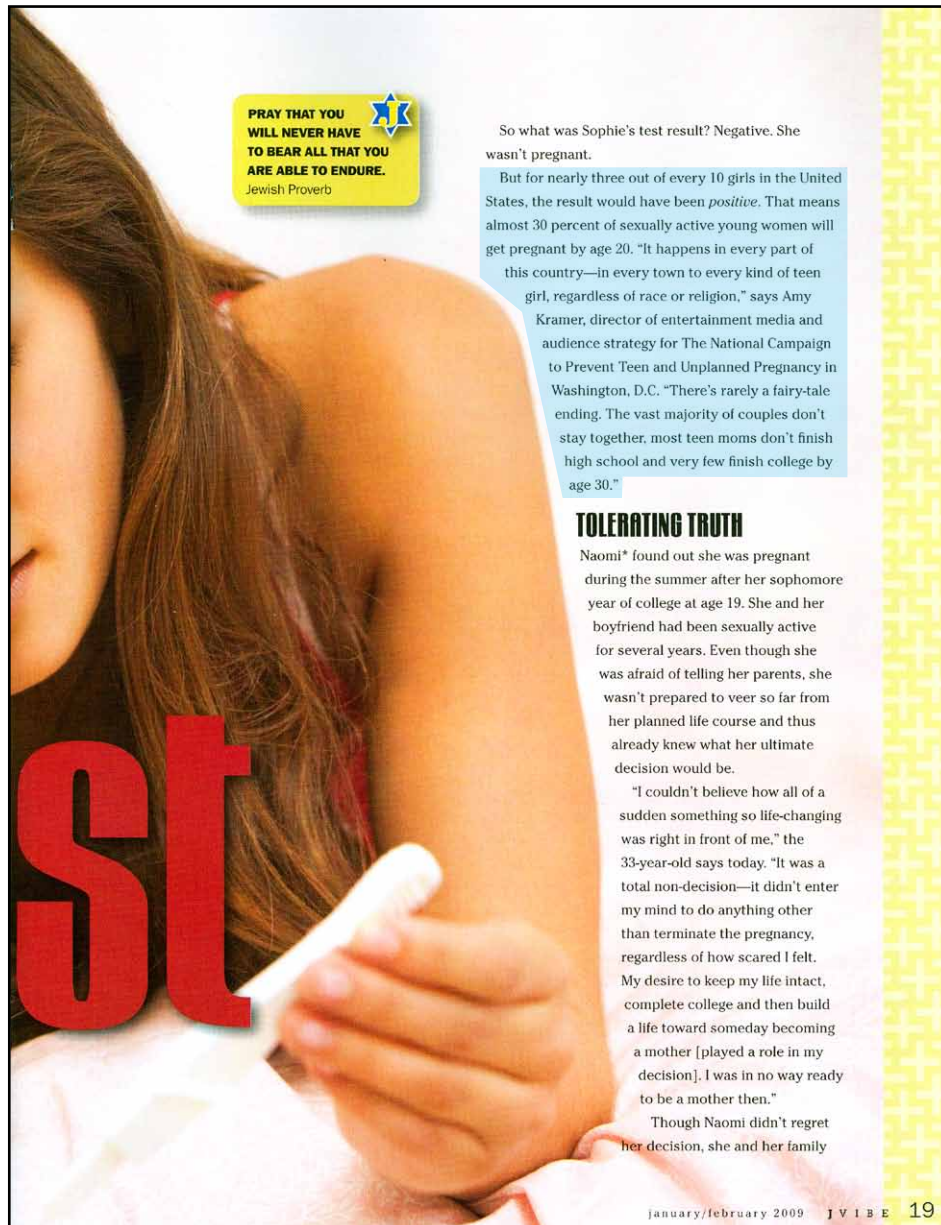 PRAY THAT YOU
WILL NEVER HAVE
TO BEAR ALL THAT YOU
ARE ABLE TO ENDURE.
Jewish Proverb
J
st
So what was Sophie's test result? Negative. She
wasn't pregnant.
But for nearly three out of every 10 girls in the United
States, the result would have been positive. That means
almost 30 percent of sexually active young women will
get pregnant by age 20. “It happens in every part of
this country—in every town to every kind of teen
girl, regardless of race or religion,” says Amy
Kramer, director of entertainment media and
audience strategy for The National Campaign
to Prevent Teen and Unplanned Pregnancy in
Washington, D.C. “There's rarely a fairy-tale
ending. The vast majority of couples don't
stay together, most teen moms don't finish
high school and very few finish college by
age 30.”
TOLERATING TRUTH
Naomi* found out she was pregnant
during the summer after her sophomore
year of college at age 19. She and her
boyfriend had been sexually active
for several years. Even though she
was afraid of telling her parents, she
wasn't prepared to veer so far from
her planned life course and thus
already knew what her ultimate
decision would be.
“I couldn't believe how all of a
sudden something so life-changing
was right in front of me,” the
33-year-old says today. “It was a
total non-decision—it didn't enter
my mind to do anything other
than terminate the pregnancy,
regardless of how scared I felt.
My desire to keep my life intact,
complete college and then build
a life toward someday becoming
a mother [played a role in my
decision]. I was in no way ready
to be a mother then.”
Though Naomi didn't regret
her decision, she and her family
january/february 2009 JVIBE 19